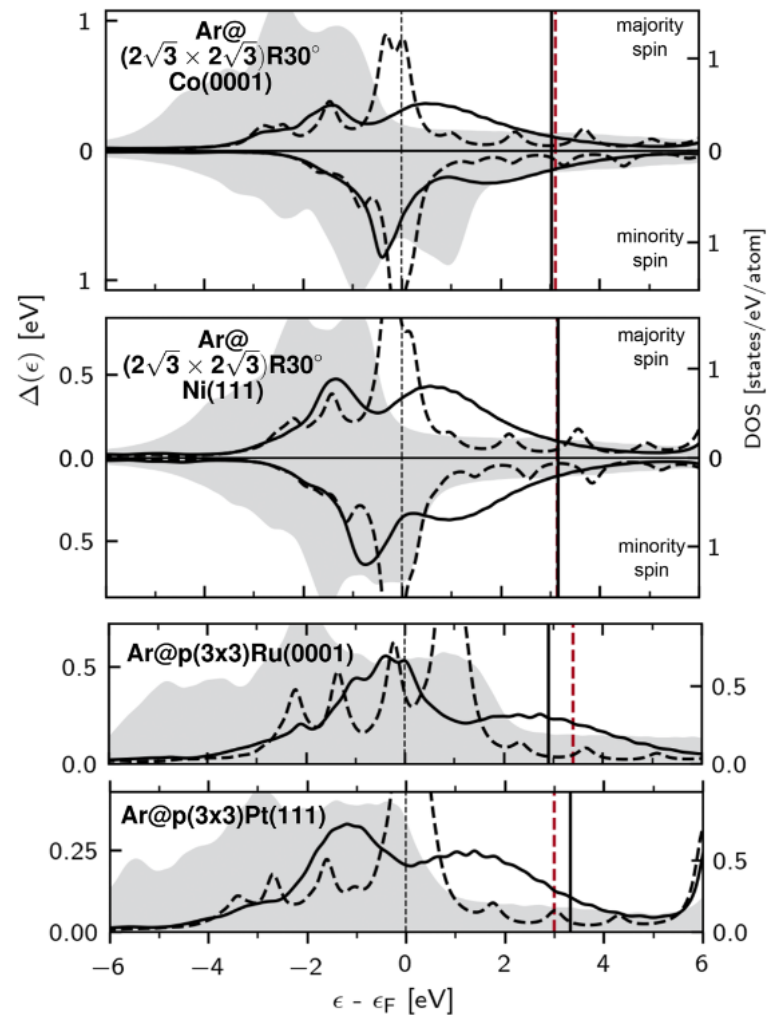 Ar@
(2√3 × 2√3)R30°
Co(0001)
majority
spin
minority
spin
1
0
1
1
0
1
Ar@
(2√3 × 2√3)R30°
Ni(111)
majority
spin
minority
spin
0.5
0.0
0.5
1
0
1
Δ(ϵ) [eV]
DOS [states/eV/atom]
Ar@p(3x3)Ru(0001)
0.5
0.0
0.5
0.0
Ar@p(3x3)Pt(111)
0.25
0.00
0.5
0.0
−6 −4 −2 0 2 4 6
ϵ - ϵF [eV]